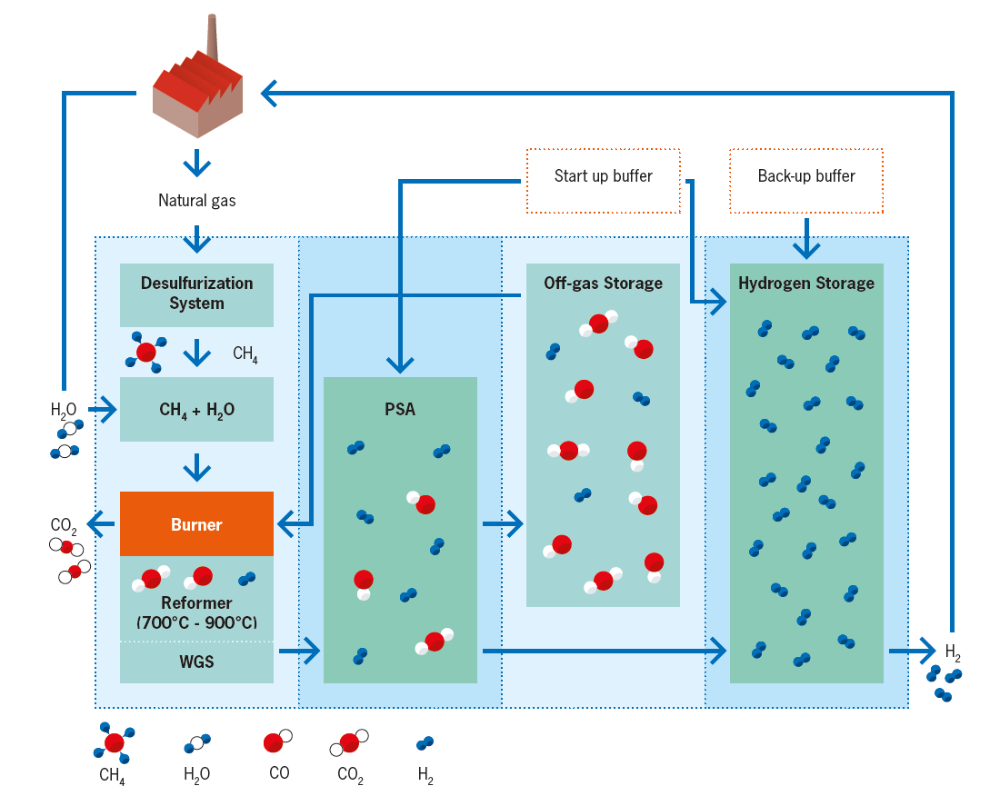 Natural gas
Start up buffer
Back-up buffer
Desulfurization
System
Off-gas Storage
Hydrogen Storage
CH₄
H₂O
CH₄ + H₂O
PSA
CO₂
Burner
Reformer
(700°C - 900°C)
WGS
H₂
CH₄
H₂O
CO
CO₂
H₂